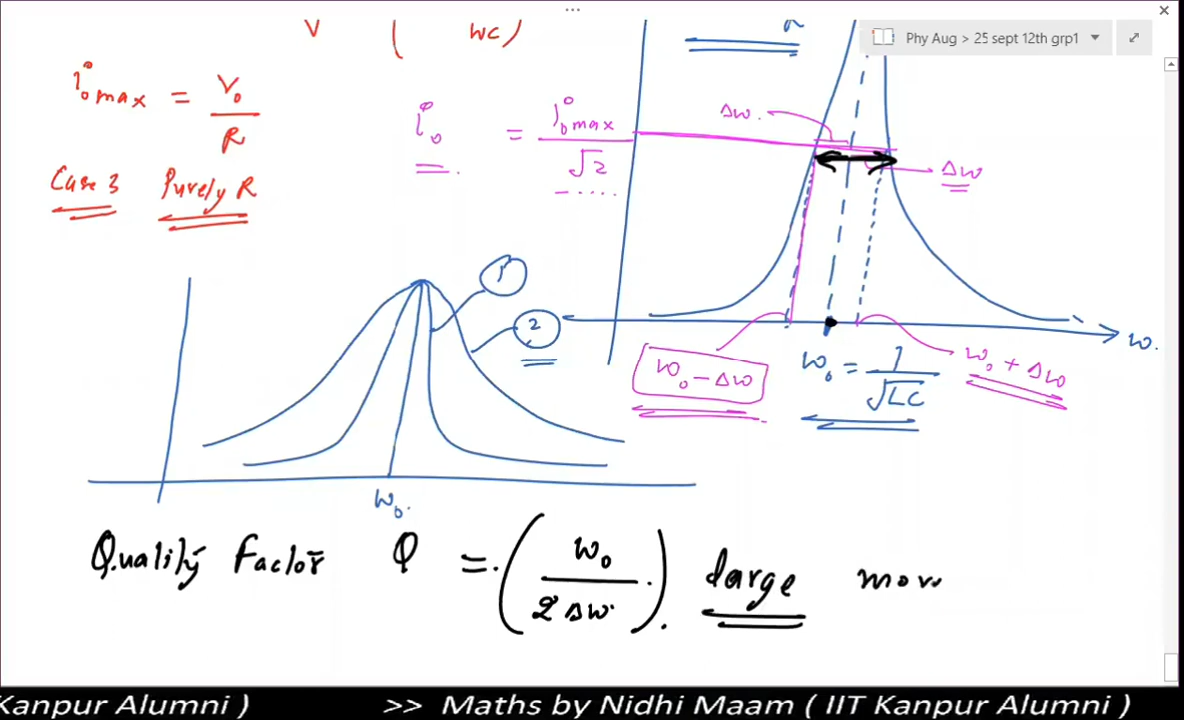 V ( wc)
Phy Aug > 25 sept 12th grp1
i₀max = V₀/R
i₀ = i₀max/√2
Δw.
Δw
Case 3 Purely R
1
2
w.
w₀ - Δw
w₀ = 1/√LC
w₀ + Δw
w₀.
Quality Factor Q = (w₀/2Δw). large mor
Kanpur Alumni ) >> Maths by Nidhi Maam ( IIT Kanpur Alumni )